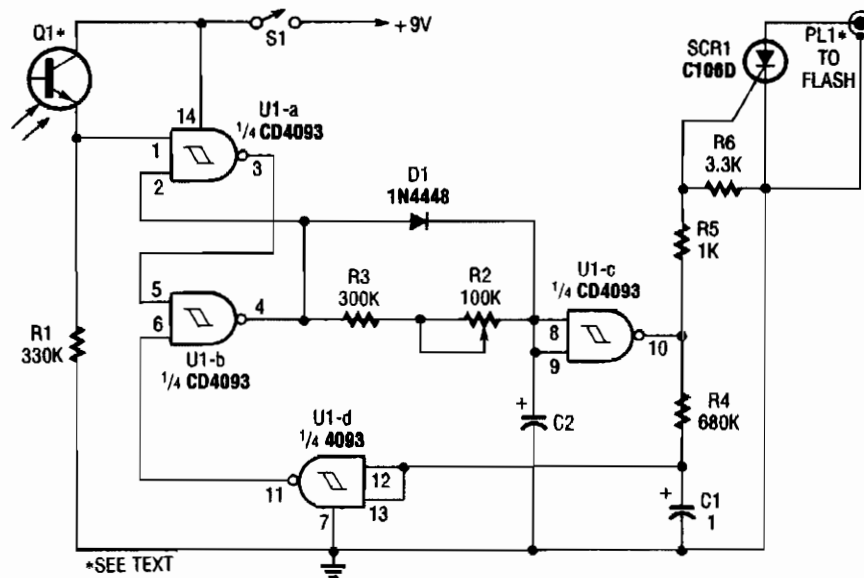 Q1*
S1
+9V
PL1*
TO
FLASH
SCR1
C106D
U1-a
1/4 CD4093
14
1
2
3
R6
3.3K
D1
1N4448
R5
1K
5
6
4
R3
300K
R2
100K
U1-c
1/4 CD4093
8
9
10
R1
330K
U1-b
1/4 CD4093
R4
680K
U1-d
1/4 4093
C2
+
11
12
13
7
C1
1
+
*SEE TEXT